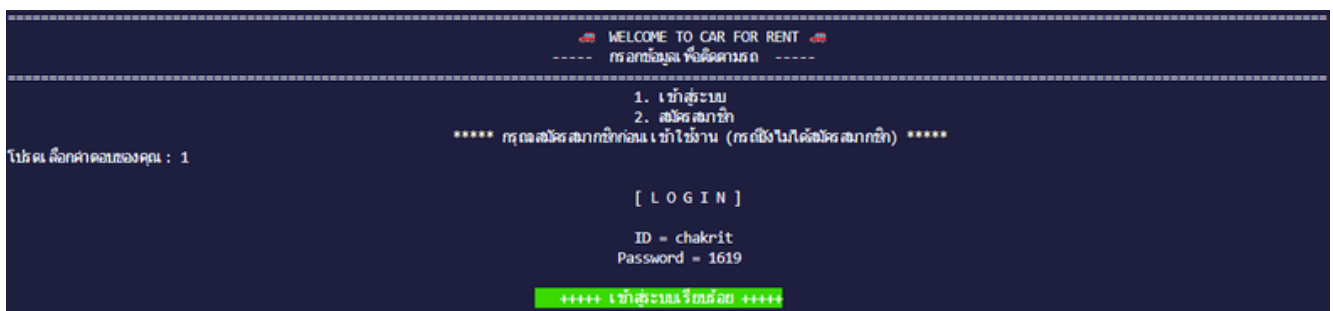 ====================================================================================================
🚗 WELCOME TO CAR FOR RENT 🚗
----- กรอกข้อมูลเพื่อติดตามรถ -----
====================================================================================================
1. เข้าสู่ระบบ
2. สมัครสมาชิก
***** กรุณาสมัครสมากชิกก่อนเข้าใช้งาน (กรณียังไม่ได้สมัครสมากชิก) *****
โปรดเลือกคำตอบของคุณ : 1
[ L O G I N ]
ID = chakrit
Password = 1619
+++++ เข้าสู่ระบบเรียบร้อย +++++